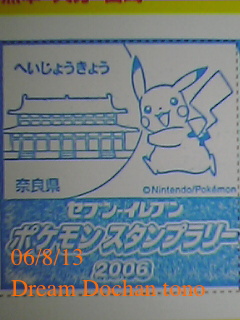 へいじょうきょう
奈良県
©Nintendo/Pokémon
セブン-イレブン
ポケモンスタンプラリー
2006
06/8/13
Dream Dochan tono